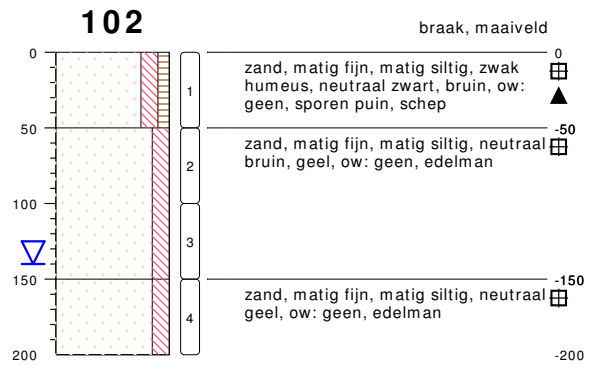 102
braak, maaiveld
0
0
zand, matig fijn, matig siltig, zwak
humeus, neutraal zwart, bruin, ow:
geen, sporen puin, schep
1
50
-50
zand, matig fijn, matig siltig, neutraal
bruin, geel, ow: geen, edelman
2
100
3
150
-150
zand, matig fijn, matig siltig, neutraal
geel, ow: geen, edelman
4
200
-200